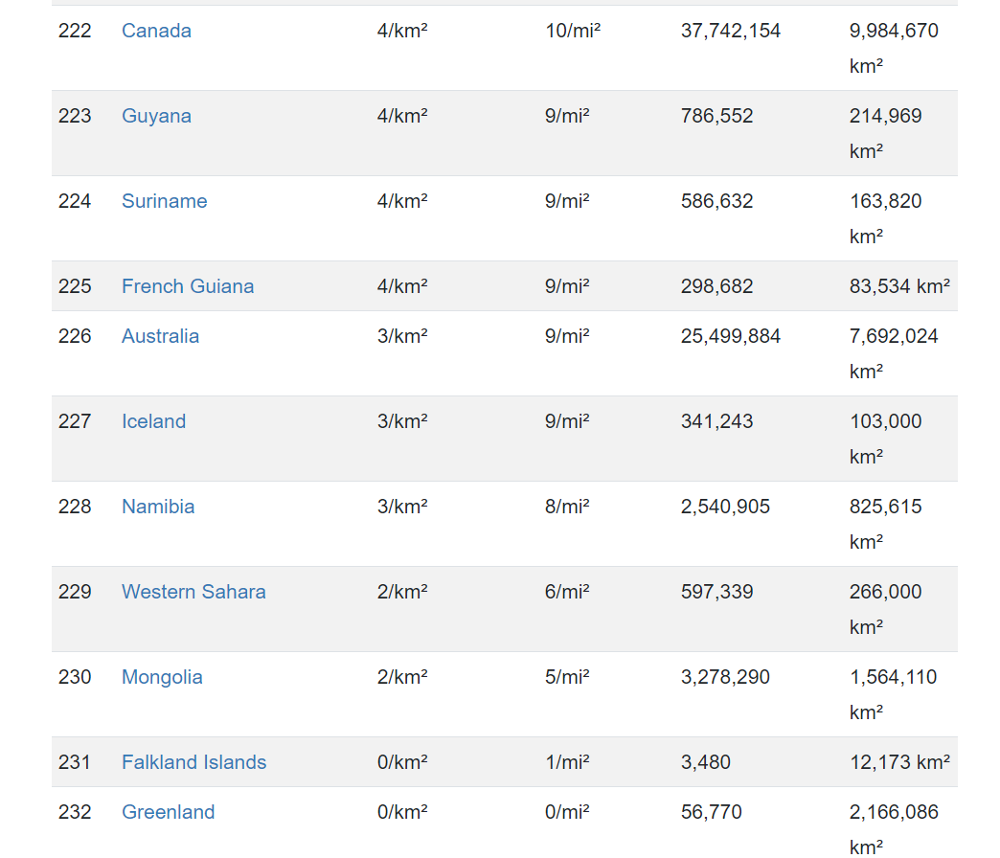 222 Canada 4/km² 10/mi² 37,742,154 9,984,670
km²
223 Guyana 4/km² 9/mi² 786,552 214,969
km²
224 Suriname 4/km² 9/mi² 586,632 163,820
km²
225 French Guiana 4/km² 9/mi² 298,682 83,534 km²
226 Australia 3/km² 9/mi² 25,499,884 7,692,024
km²
227 Iceland 3/km² 9/mi² 341,243 103,000
km²
228 Namibia 3/km² 8/mi² 2,540,905 825,615
km²
229 Western Sahara 2/km² 6/mi² 597,339 266,000
km²
230 Mongolia 2/km² 5/mi² 3,278,290 1,564,110
km²
231 Falkland Islands 0/km² 1/mi² 3,480 12,173 km²
232 Greenland 0/km² 0/mi² 56,770 2,166,086
km²